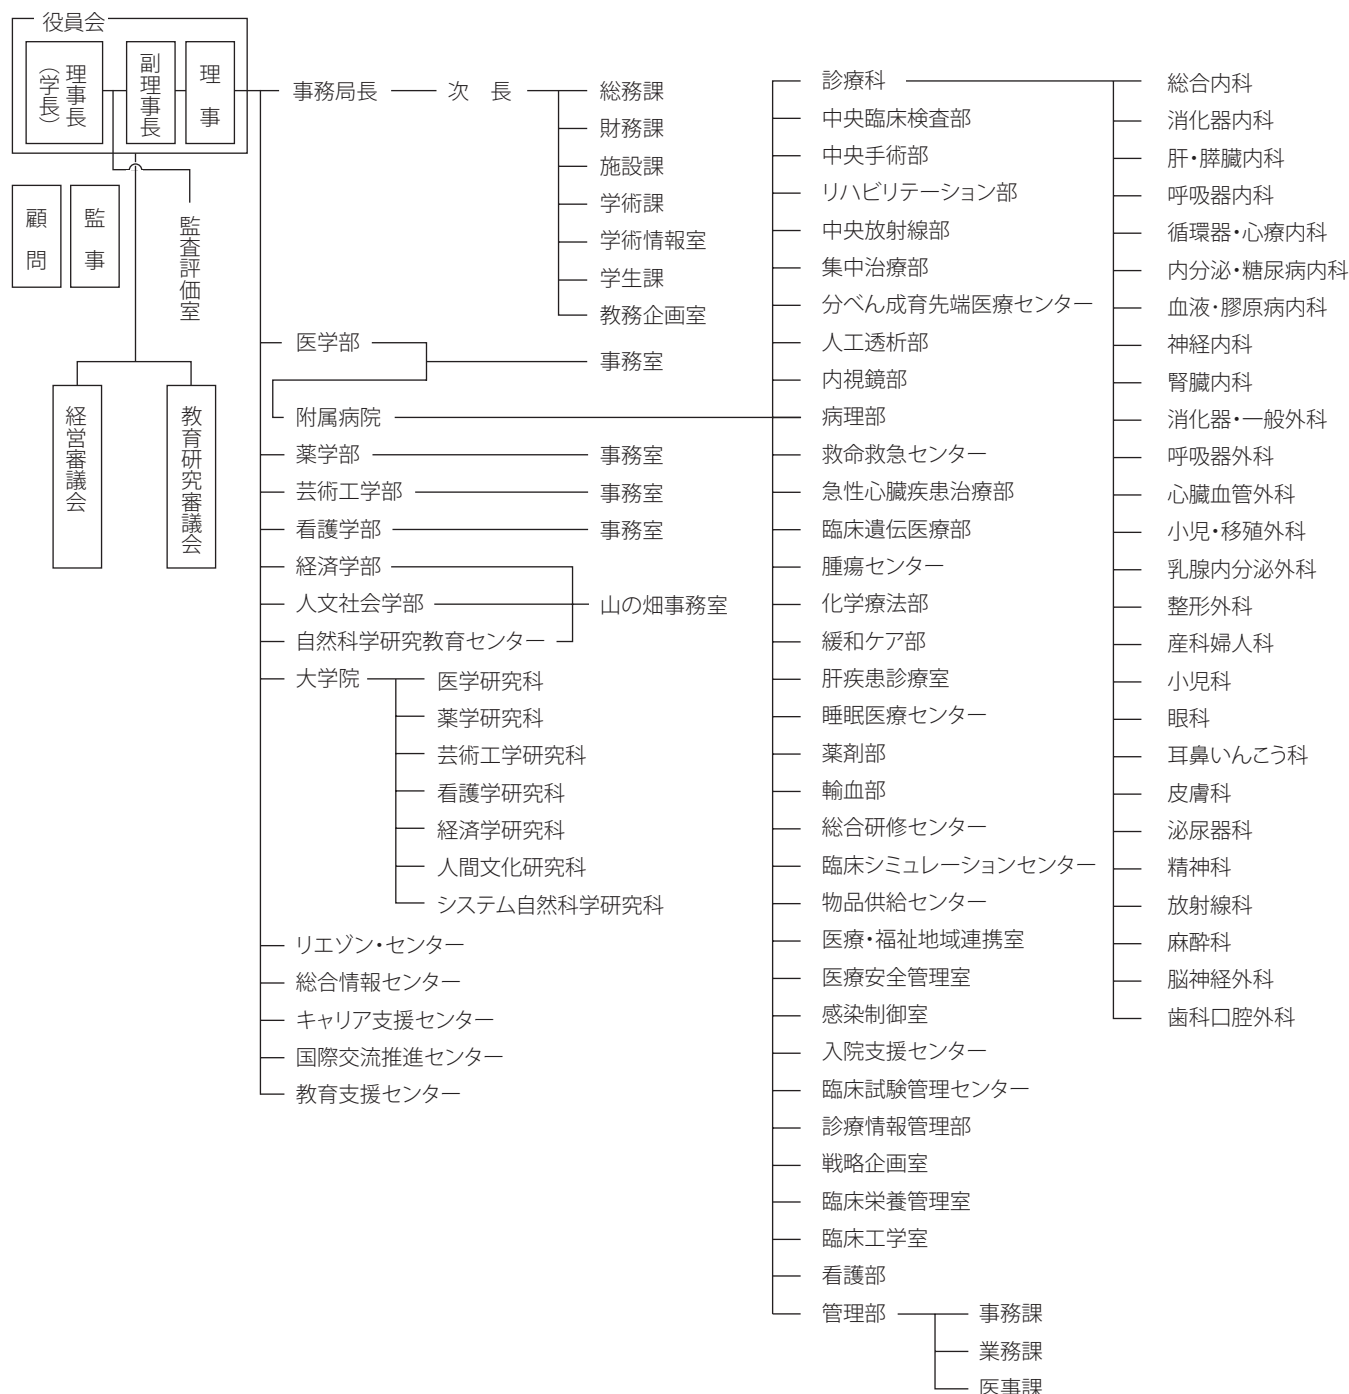 役員会
理事長
（学長）
副理事長
理事
顧問
監事
監査評価室
経営審議会
教育研究審議会
事務局長
次 長
総務課
財務課
施設課
学術課
学術情報室
学生課
教務企画室
医学部
事務室
附属病院
薬学部
事務室
芸術工学部
事務室
看護学部
事務室
経済学部
人文社会学部
山の畑事務室
自然科学研究教育センター
大学院
医学研究科
薬学研究科
芸術工学研究科
看護学研究科
経済学研究科
人間文化研究科
システム自然科学研究科
リエゾン・センター
総合情報センター
キャリア支援センター
国際交流推進センター
教育支援センター
診療科
中央臨床検査部
中央手術部
リハビリテーション部
中央放射線部
集中治療部
分べん成育先端医療センター
人工透析部
内視鏡部
病理部
救命救急センター
急性心臓疾患治療部
臨床遺伝医療部
腫瘍センター
化学療法部
緩和ケア部
肝疾患診療室
睡眠医療センター
薬剤部
輸血部
総合研修センター
臨床シミュレーションセンター
物品供給センター
医療・福祉地域連携室
医療安全管理室
感染制御室
入院支援センター
臨床試験管理センター
診療情報管理部
戦略企画室
臨床栄養管理室
臨床工学室
看護部
管理部
事務課
業務課
医事課
総合内科
消化器内科
肝・膵臓内科
呼吸器内科
循環器・心療内科
内分泌・糖尿病内科
血液・膠原病内科
神経内科
腎臓内科
消化器・一般外科
呼吸器外科
心臓血管外科
小児・移殖外科
乳腺内分泌外科
整形外科
産科婦人科
小児科
眼科
耳鼻いんこう科
皮膚科
泌尿器科
精神科
放射線科
麻酔科
脳神経外科
歯科口腔外科